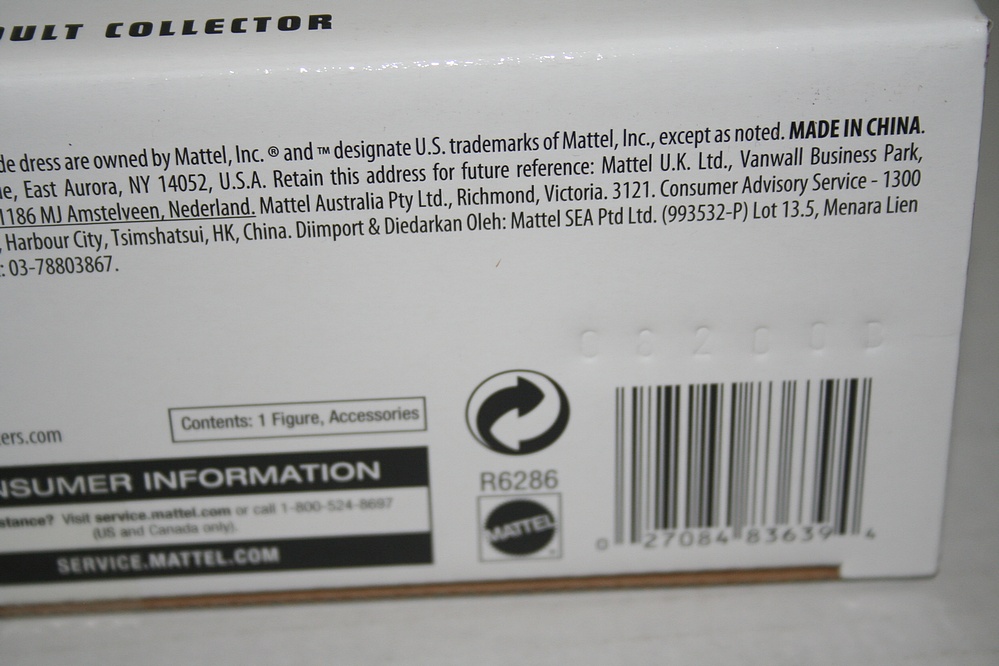 ULT COLLECTOR
de dress are owned by Mattel, Inc. ® and ™ designate U.S. trademarks of Mattel, Inc., except as noted. MADE IN CHINA.
e, East Aurora, NY 14052, U.S.A. Retain this address for future reference: Mattel U.K. Ltd., Vanwall Business Park,
1186 MJ Amstelveen, Nederland. Mattel Australia Pty Ltd., Richmond, Victoria. 3121. Consumer Advisory Service - 1300
, Harbour City, Tsimshatsui, HK, China. Diimport & Diedarkan Oleh: Mattel SEA Ptd Ltd. (993532-P) Lot 13.5, Menara Lien
: 03-78803867.
ers.com
Contents: 1 Figure, Accessories
NSUMER INFORMATION
stance? Visit service.mattel.com or call 1-800-524-8697
(US and Canada only).
SERVICE.MATTEL.COM
R6286
MATTEL
0 27084 83639 4